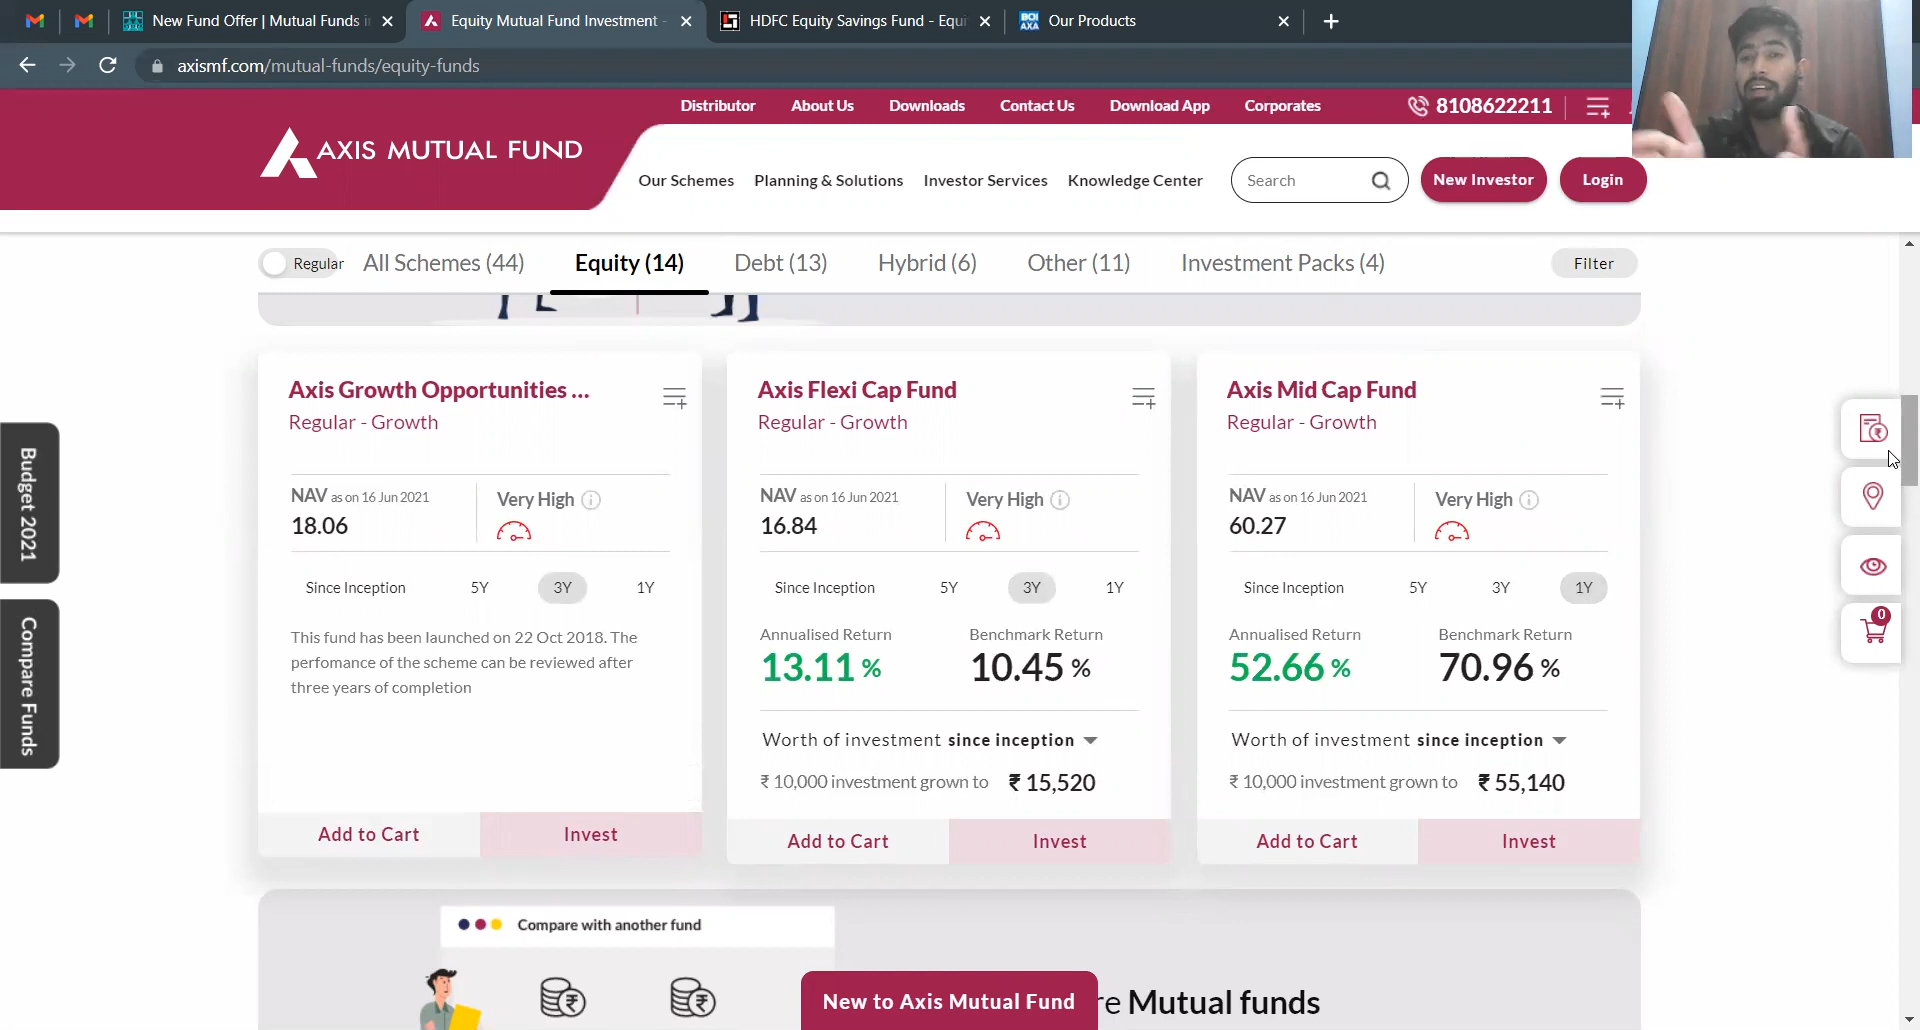 New Fund Offer | Mutual Funds i
Equity Mutual Fund Investment -
HDFC Equity Savings Fund - Equi
BOI AXA
Our Products
axismf.com/mutual-funds/equity-funds
Distributor
About Us
Downloads
Contact Us
Download App
Corporates
8108622211
AXIS MUTUAL FUND
Our Schemes
Planning & Solutions
Investor Services
Knowledge Center
Search
New Investor
Login
Regular
All Schemes (44)
Equity (14)
Debt (13)
Hybrid (6)
Other (11)
Investment Packs (4)
Filter
Budget 2021
Compare Funds
Axis Growth Opportunities ...
Regular - Growth
NAV as on 16 Jun 2021
18.06
Very High
Since Inception 5Y 3Y 1Y
This fund has been launched on 22 Oct 2018. The
perfomance of the scheme can be reviewed after
three years of completion
Add to Cart
Invest
Axis Flexi Cap Fund
Regular - Growth
NAV as on 16 Jun 2021
16.84
Very High
Since Inception 5Y 3Y 1Y
Annualised Return
13.11 %
Benchmark Return
10.45 %
Worth of investment since inception
₹ 10,000 investment grown to ₹ 15,520
Add to Cart
Invest
Axis Mid Cap Fund
Regular - Growth
NAV as on 16 Jun 2021
60.27
Very High
Since Inception 5Y 3Y 1Y
Annualised Return
52.66 %
Benchmark Return
70.96 %
Worth of investment since inception
₹ 10,000 investment grown to ₹ 55,140
Add to Cart
Invest
0
Compare with another fund
New to Axis Mutual Fund
re Mutual funds